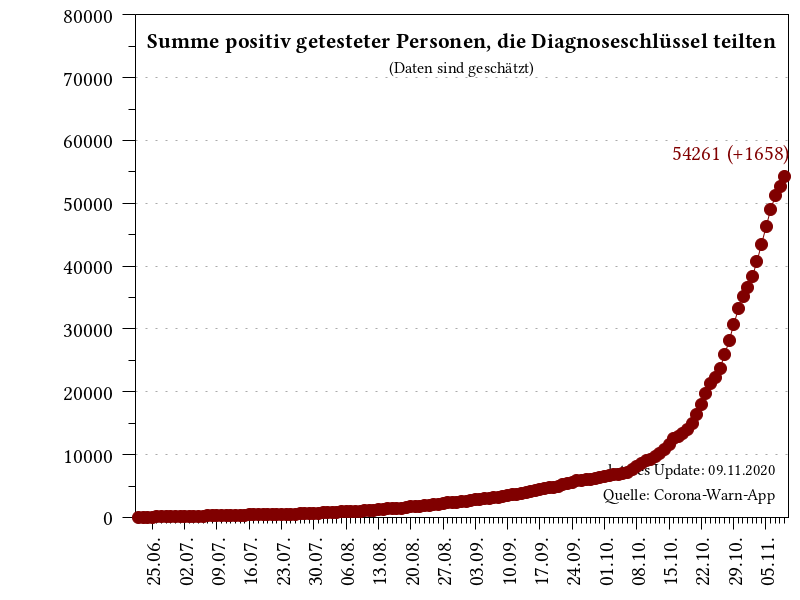 80000
Summe positiv getesteter Personen, die Diagnoseschlüssel teilten
(Daten sind geschätzt)
70000
60000
54261 (+1658)
50000
40000
30000
20000
10000
Update: 09.11.2020
Quelle: Corona-Warn-App
0
25.06. 02.07. 09.07. 16.07. 23.07. 30.07. 06.08. 13.08. 20.08. 27.08. 03.09. 10.09. 17.09. 24.09. 01.10. 08.10. 15.10. 22.10. 29.10. 05.11.